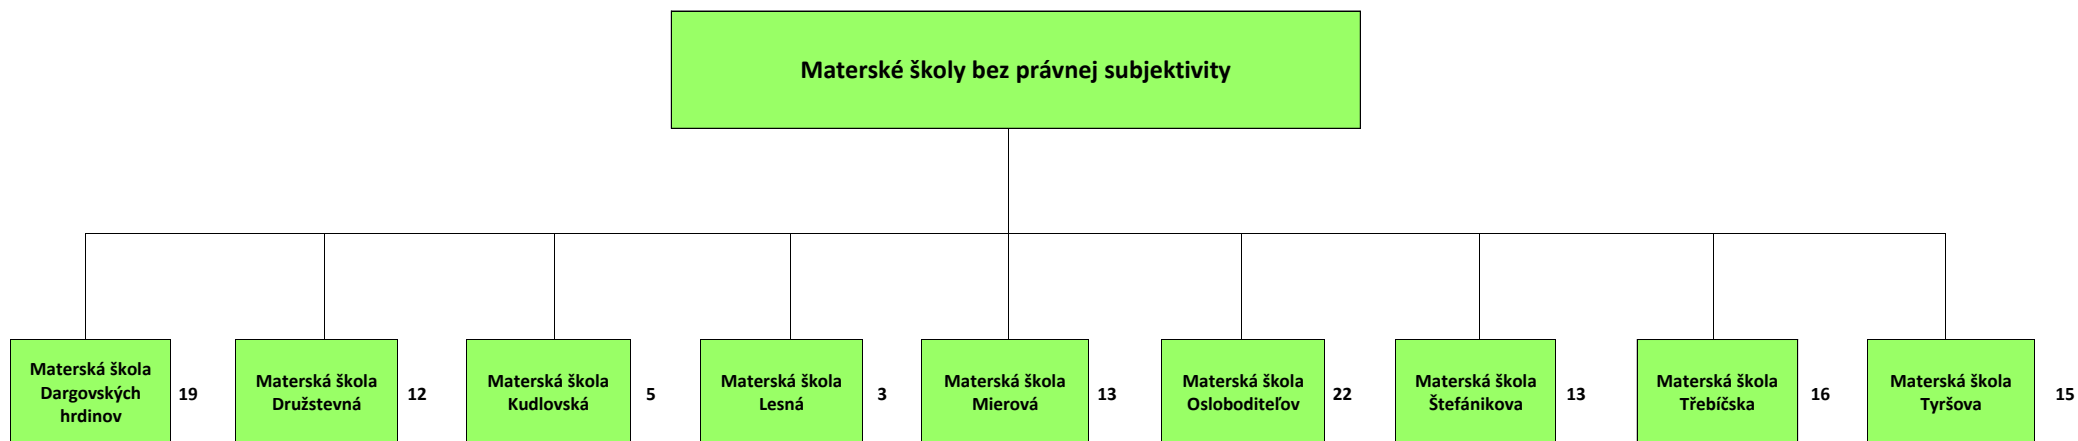 Materské školy bez právnej subjektivity
Materská škola
Dargovských
hrdinov
19
Materská škola
Družstevná
12
Materská škola
Kudlovská
5
Materská škola
Lesná
3
Materská škola
Mierová
13
Materská škola
Osloboditeľov
22
Materská škola
Štefánikova
13
Materská škola
Třebíčska
16
Materská škola
Tyršova
15